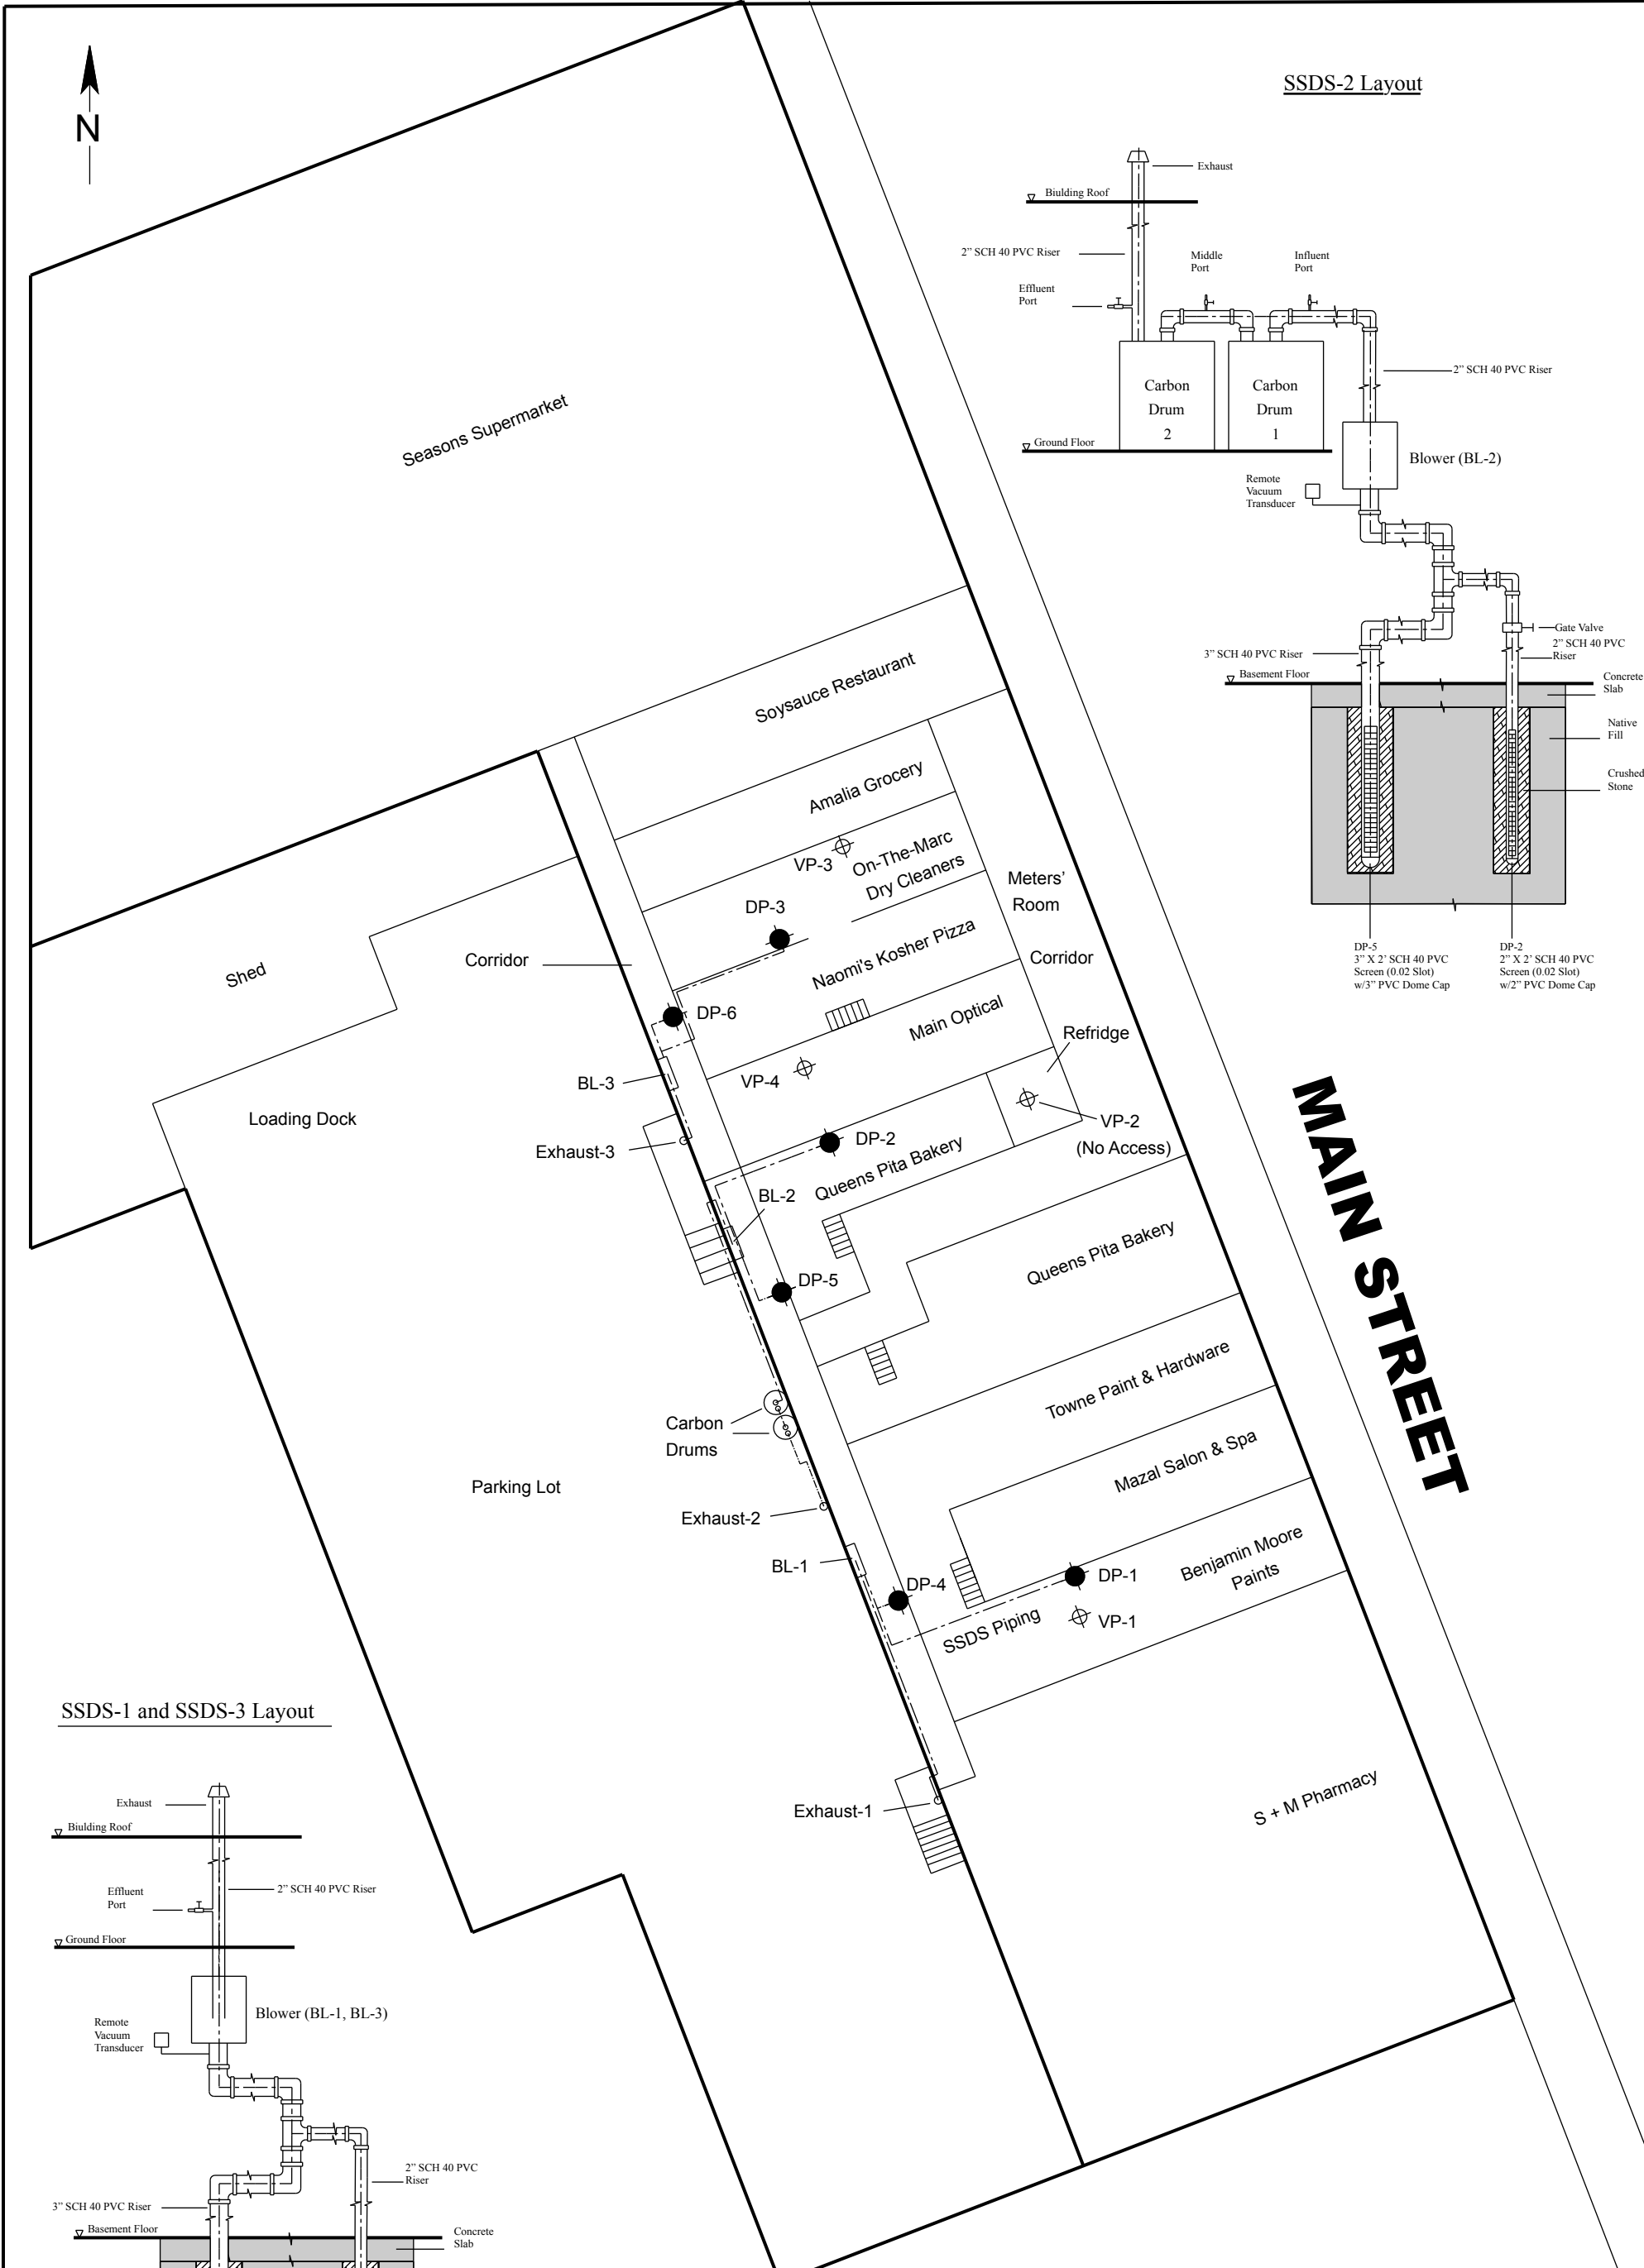 N
SSDS-2 Layout
Exhaust
Biulding Roof
2” SCH 40 PVC Riser
Middle
Port
Influent
Port
Effluent
Port
Carbon
Drum
2
Carbon
Drum
1
2” SCH 40 PVC Riser
Ground Floor
Blower (BL-2)
Remote
Vacuum
Transducer
Gate Valve
2” SCH 40 PVC
Riser
3” SCH 40 PVC Riser
Basement Floor
Concrete
Slab
Native
Fill
Crushed
Stone
DP-5
3” X 2’ SCH 40 PVC
Screen (0.02 Slot)
w/3” PVC Dome Cap
DP-2
2” X 2’ SCH 40 PVC
Screen (0.02 Slot)
w/2” PVC Dome Cap
Seasons Supermarket
Soysauce Restaurant
Amalia Grocery
VP-3
On-The-Marc
Dry Cleaners
Meters’
Room
DP-3
Naomi's Kosher Pizza
Corridor
Corridor
Shed
DP-6
Main Optical
Refridge
BL-3
VP-4
Loading Dock
VP-2
(No Access)
Exhaust-3
DP-2
Queens Pita Bakery
BL-2
Queens Pita Bakery
DP-5
MAIN STREET
Towne Paint & Hardware
Carbon
Drums
Mazal Salon & Spa
Parking Lot
Exhaust-2
BL-1
DP-4
DP-1
Benjamin Moore
Paints
SSDS Piping
VP-1
Exhaust-1
S + M Pharmacy
SSDS-1 and SSDS-3 Layout
Exhaust
Biulding Roof
Effluent
Port
2” SCH 40 PVC Riser
Ground Floor
Blower (BL-1, BL-3)
Remote
Vacuum
Transducer
2” SCH 40 PVC
Riser
3” SCH 40 PVC Riser
Basement Floor
Concrete
Slab